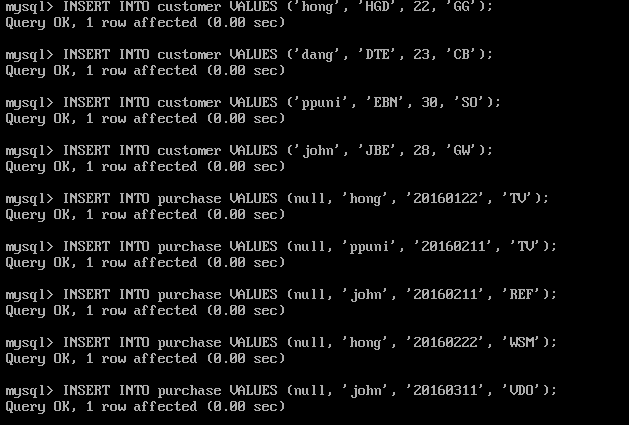 mysql> INSERT INTO customer VALUES ('hong', 'HGD', 22, 'GG');
Query OK, 1 row affected (0.00 sec)
mysql> INSERT INTO customer VALUES ('dang', 'DTE', 23, 'CB');
Query OK, 1 row affected (0.00 sec)
mysql> INSERT INTO customer VALUES ('ppuni', 'EBN', 30, 'SO');
Query OK, 1 row affected (0.00 sec)
mysql> INSERT INTO customer VALUES ('john', 'JBE', 28, 'GW');
Query OK, 1 row affected (0.00 sec)
mysql> INSERT INTO purchase VALUES (null, 'hong', '20160122', 'TV');
Query OK, 1 row affected (0.00 sec)
mysql> INSERT INTO purchase VALUES (null, 'ppuni', '20160211', 'TV');
Query OK, 1 row affected (0.00 sec)
mysql> INSERT INTO purchase VALUES (null, 'john', '20160211', 'REF');
Query OK, 1 row affected (0.00 sec)
mysql> INSERT INTO purchase VALUES (null, 'hong', '20160222', 'WSM');
Query OK, 1 row affected (0.00 sec)
mysql> INSERT INTO purchase VALUES (null, 'john', '20160311', 'VDO');
Query OK, 1 row affected (0.00 sec)